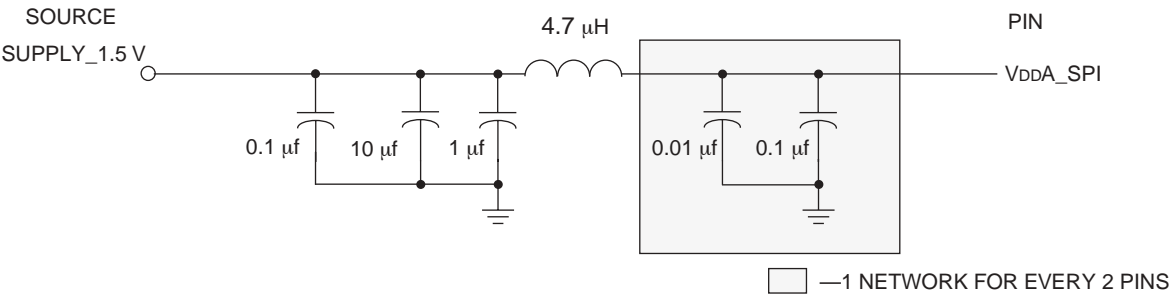 SOURCE
SUPPLY_1.5 V
4.7 μH
PIN
VDDA_SPI
0.1 μf
10 μf
1 μf
0.01 μf
0.1 μf
—1 NETWORK FOR EVERY 2 PINS